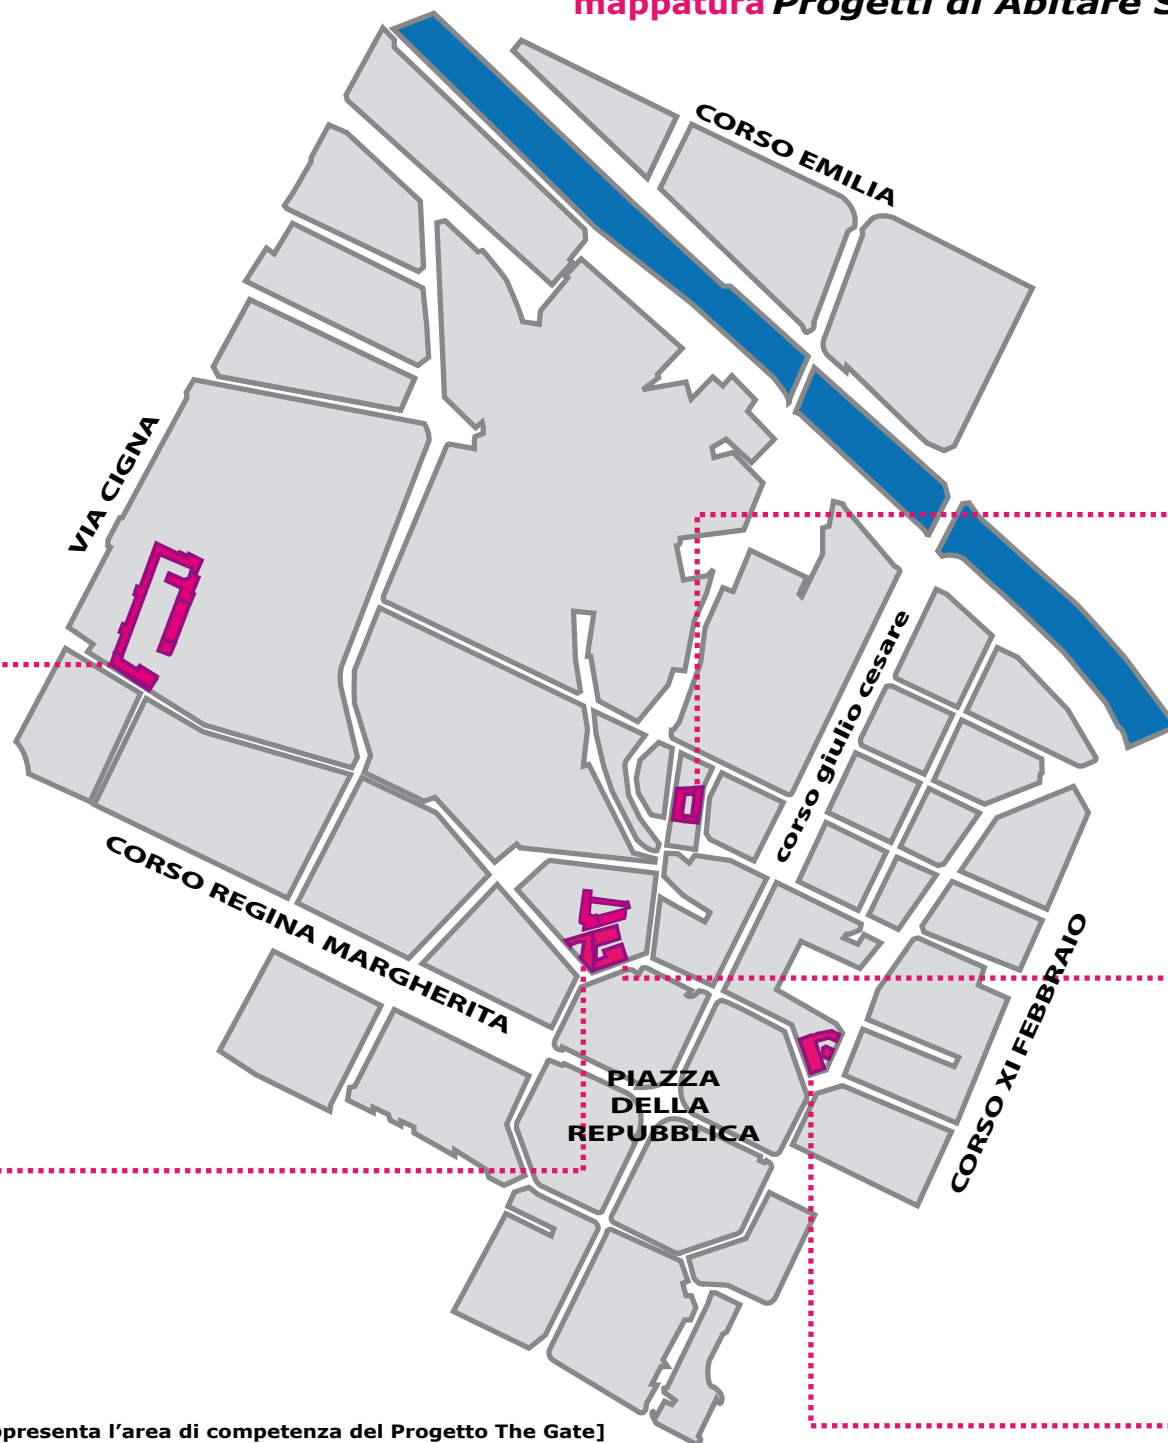 mappatura Progetti di Abitare S
CORSO EMILIA
VIA CIGNA
corso giulio cesare
CORSO REGINA MARGHERITA
CORSO XI FEBBRAIO
PIAZZA
DELLA
REPUBBLICA
ppresenta l’area di competenza del Progetto The Gate]